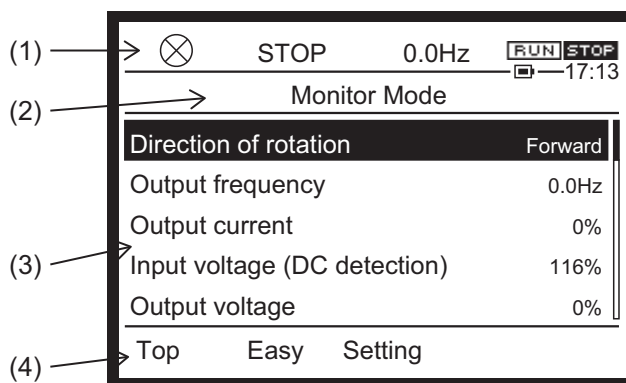 (1) STOP 0.0Hz RUN STOP
17:13
(2) Monitor Mode
Direction of rotation Forward
Output frequency 0.0Hz
Output current 0%
(3) Input voltage (DC detection) 116%
Output voltage 0%
(4) Top Easy Setting